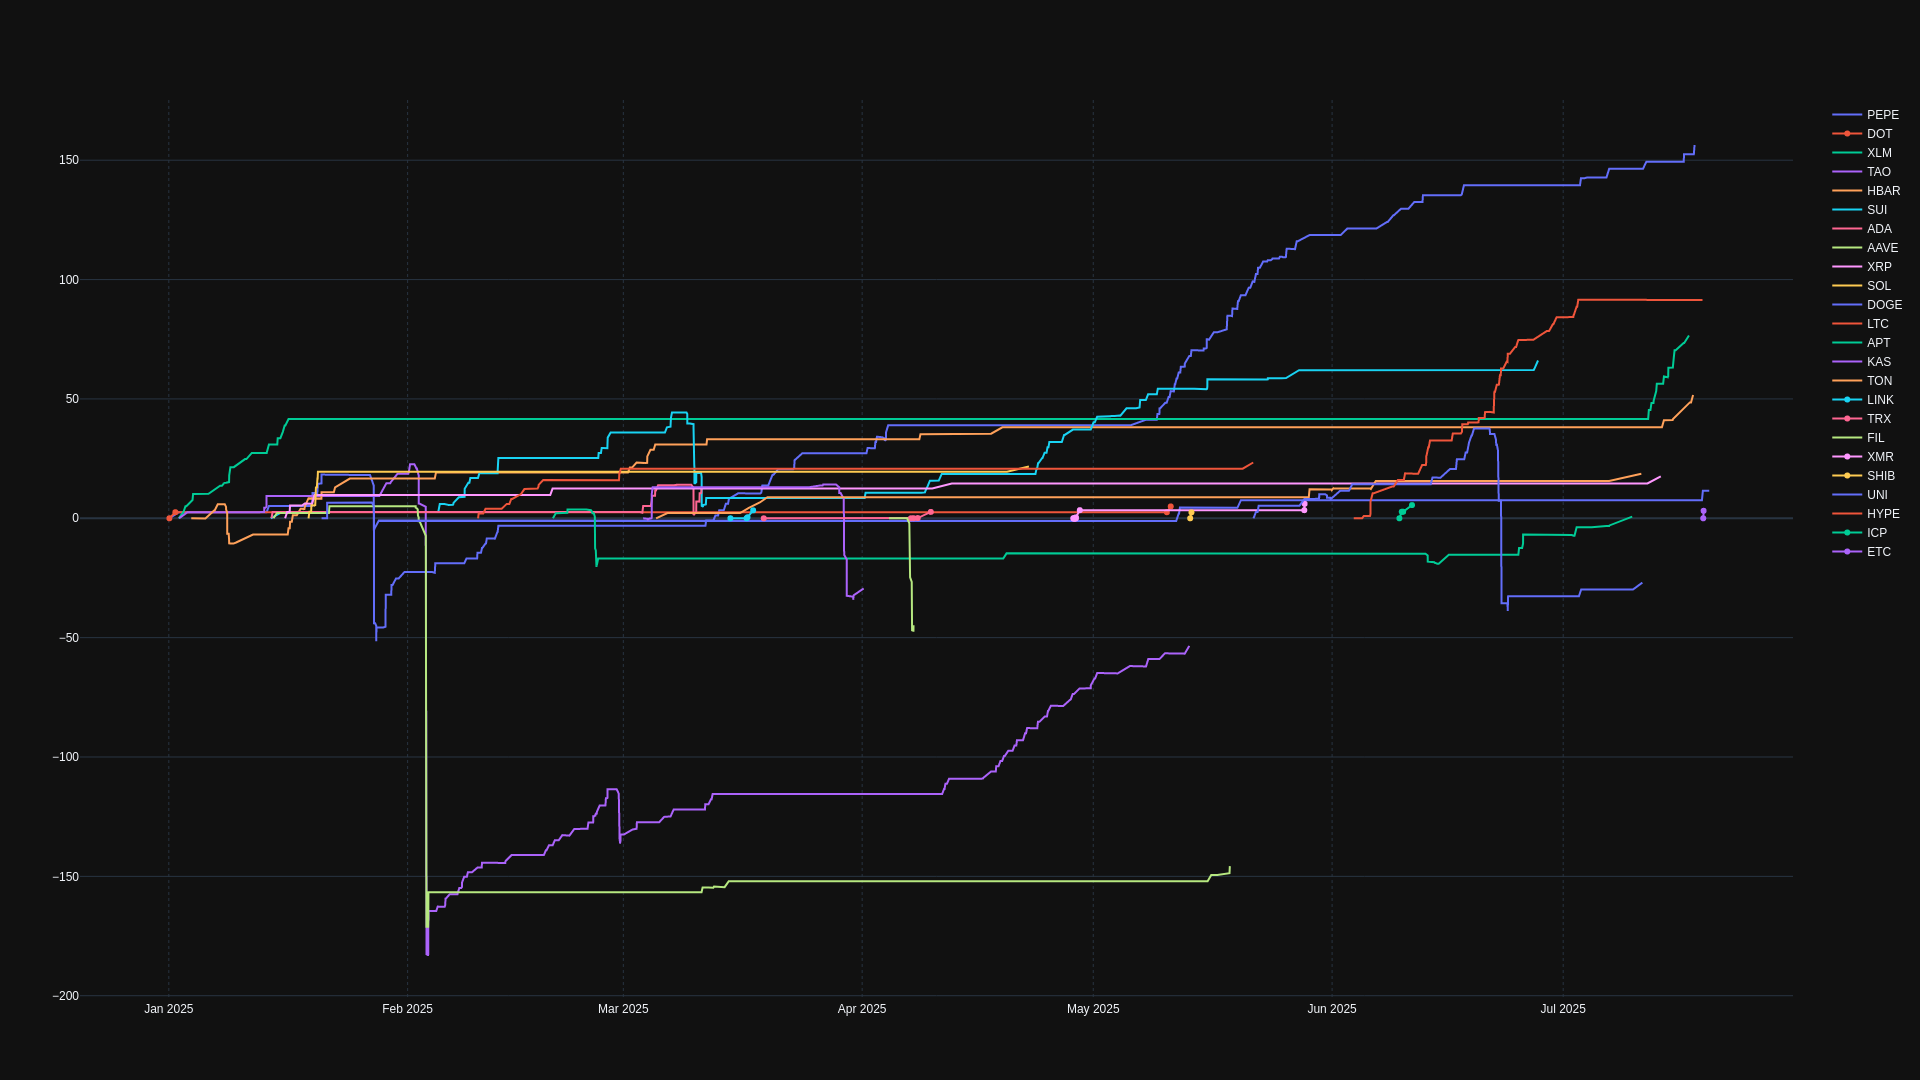 150
100
50
0
−50
−100
−150
−200
Jan 2025
Feb 2025
Mar 2025
Apr 2025
May 2025
Jun 2025
Jul 2025
PEPE
DOT
XLM
TAO
HBAR
SUI
ADA
AAVE
XRP
SOL
DOGE
LTC
APT
KAS
TON
LINK
TRX
FIL
XMR
SHIB
UNI
HYPE
ICP
ETC